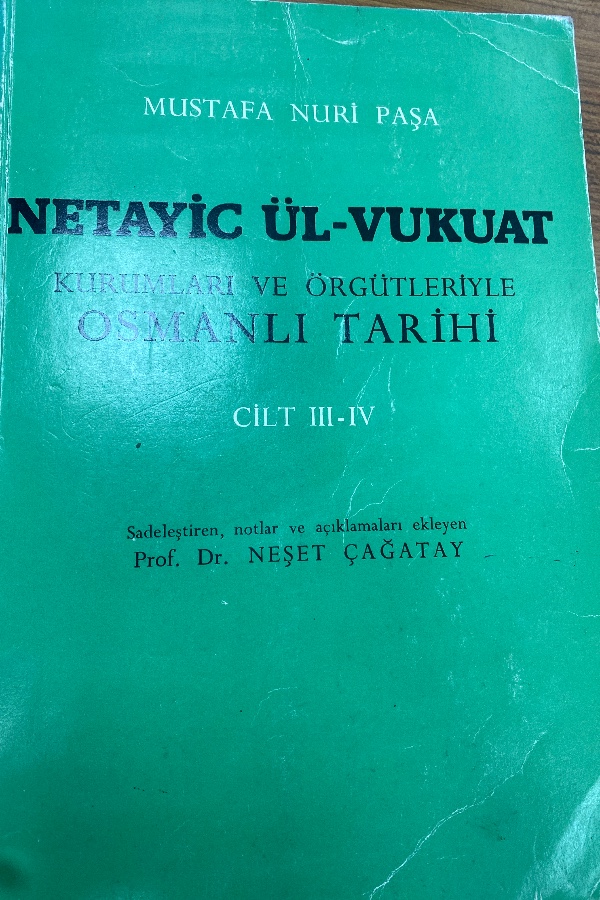 MUSTAFA NURİ PAŞA
NETAYİC ÜL-VUKUAT
KURUMLARI VE ÖRGÜTLERİYLE
OSMANLI TARİHİ
CİLT III-IV
Sadeleştiren, notlar ve açıklamaları ekleyen
Prof. Dr. NEŞET ÇAĞATAY